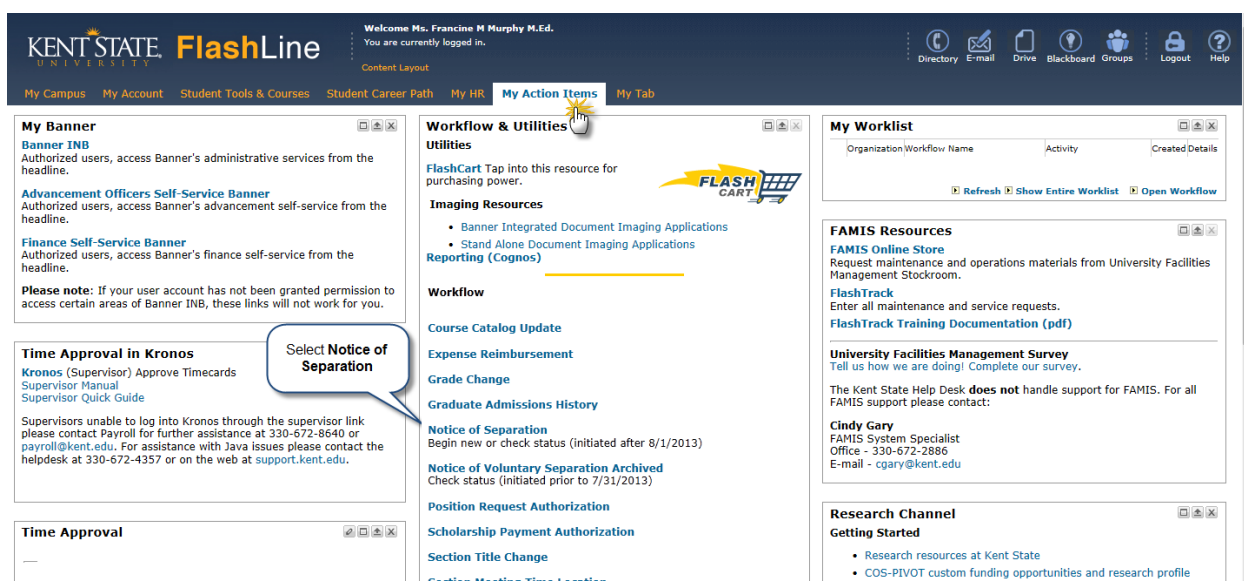 KENT STATE
UNIVERSITY
FlashLine
Welcome Ms. Francine M Murphy M.Ed.
You are currently logged in.
Content Layout
Directory E-mail Drive Blackboard Groups Logout Help
My Campus My Account Student Tools & Courses Student Career Path My HR My Action Items My Tab
My Banner
Banner INB
Authorized users, access Banner's administrative services from the
headline.
Advancement Officers Self-Service Banner
Authorized users, access Banner's advancement self-service from the
headline.
Finance Self-Service Banner
Authorized users, access Banner's finance self-service from the
headline.
Please note: If your user account has not been granted permission to
access certain areas of Banner INB, these links will not work for you.
Time Approval in Kronos
Kronos (Supervisor) Approve Timecards
Supervisor Manual
Supervisor Quick Guide
Supervisors unable to log into Kronos through the supervisor link
please contact Payroll for further assistance at 330-672-8640 or
payroll@kent.edu. For assistance with Java issues please contact the
helpdesk at 330-672-4357 or on the web at support.kent.edu.
Time Approval
Select Notice of
Separation
Workflow & Utilities
Utilities
FlashCart Tap into this resource for
purchasing power.
FLASH
CART
Imaging Resources
• Banner Integrated Document Imaging Applications
• Stand Alone Document Imaging Applications
Reporting (Cognos)
Workflow
Course Catalog Update
Expense Reimbursement
Grade Change
Graduate Admissions History
Notice of Separation
Begin new or check status (initiated after 8/1/2013)
Notice of Voluntary Separation Archived
Check status (initiated prior to 7/31/2013)
Position Request Authorization
Scholarship Payment Authorization
Section Title Change
Section Meeting Time Location
My Worklist
Organization Workflow Name Activity Created Details
Refresh Show Entire Worklist Open Workflow
FAMIS Resources
FAMIS Online Store
Request maintenance and operations materials from University Facilities
Management Stockroom.
FlashTrack
Enter all maintenance and service requests.
FlashTrack Training Documentation (pdf)
University Facilities Management Survey
Tell us how we are doing! Complete our survey.
The Kent State Help Desk does not handle support for FAMIS. For all
FAMIS support please contact:
Cindy Gary
FAMIS System Specialist
Office - 330-672-2886
E-mail - cgary@kent.edu
Research Channel
Getting Started
• Research resources at Kent State
• COS-PIVOT custom funding opportunities and research profile